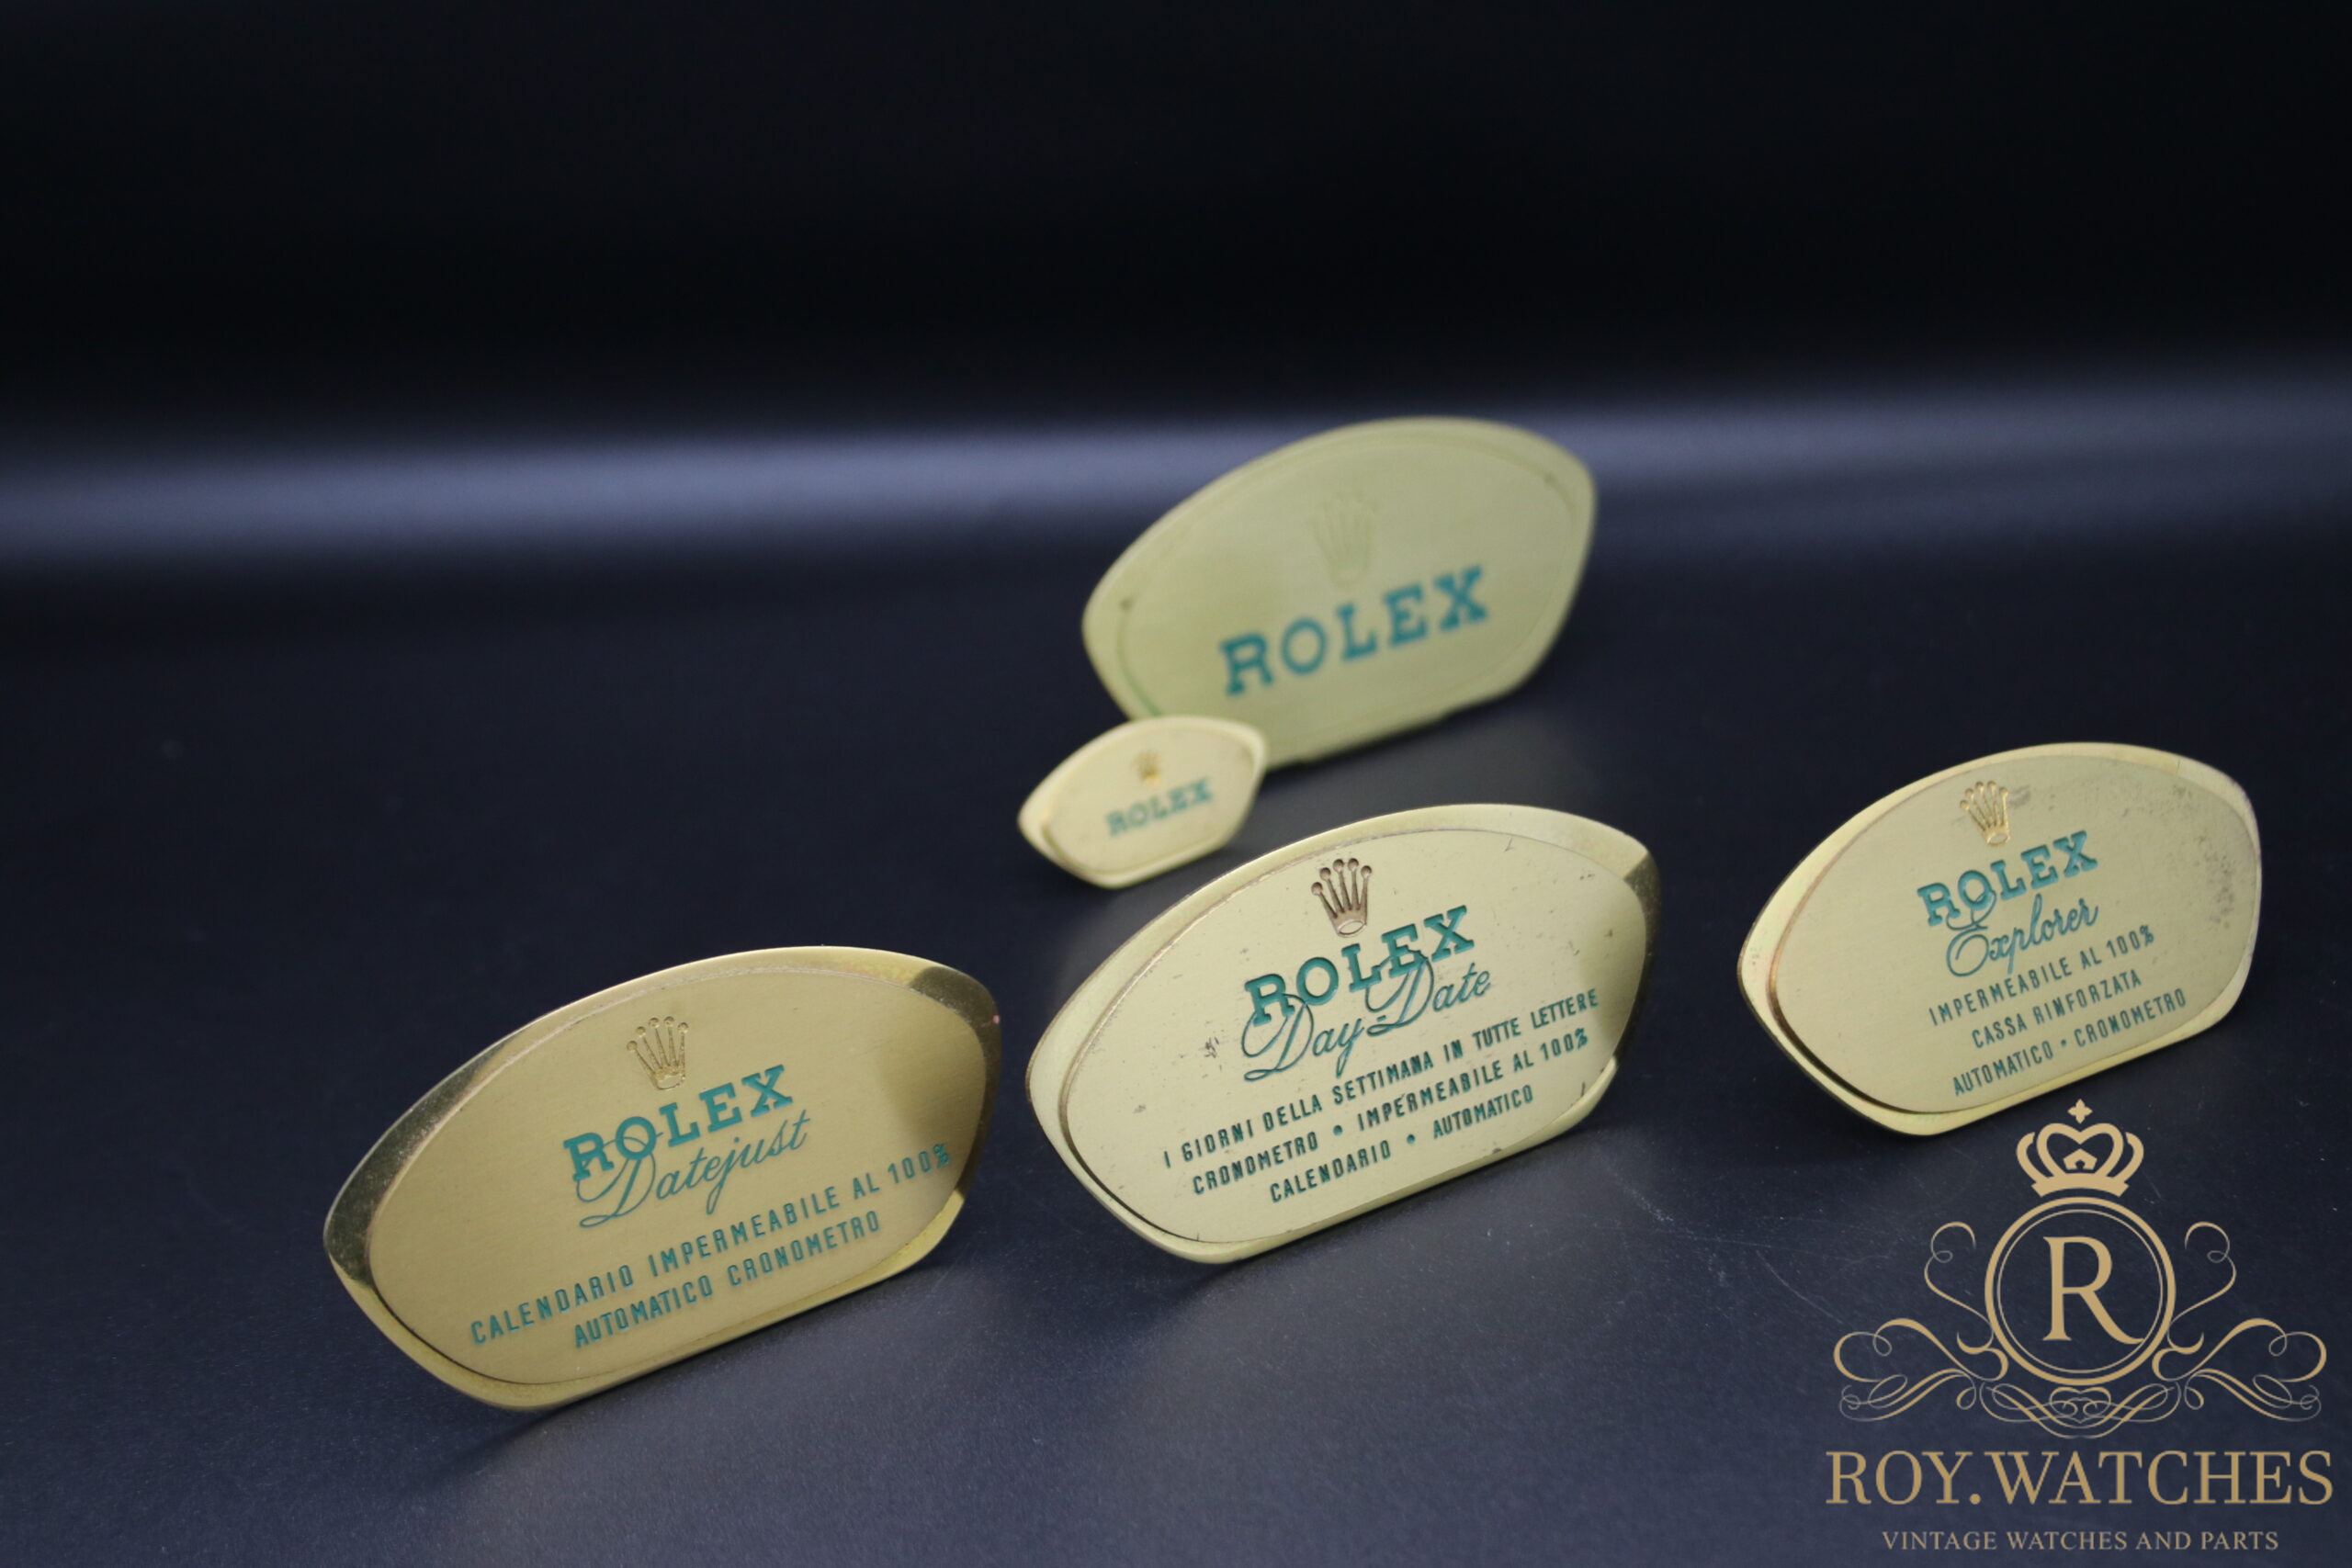 ROLEX
ROLEX
ROLEX
Datejust
CALENDARIO IMPERMEABILE AL 100%
AUTOMATICO CRONOMETRO
ROLEX
Day-Date
I GIORNI DELLA SETTIMANA IN TUTTE LETTERE
CRONOMETRO • IMPERMEABILE AL 100%
CALENDARIO • AUTOMATICO
ROLEX
Explorer
IMPERMEABILE AL 100%
CASSA RINFORZATA
AUTOMATICO • CRONOMETRO
R
ROY.WATCHES
VINTAGE WATCHES AND PARTS